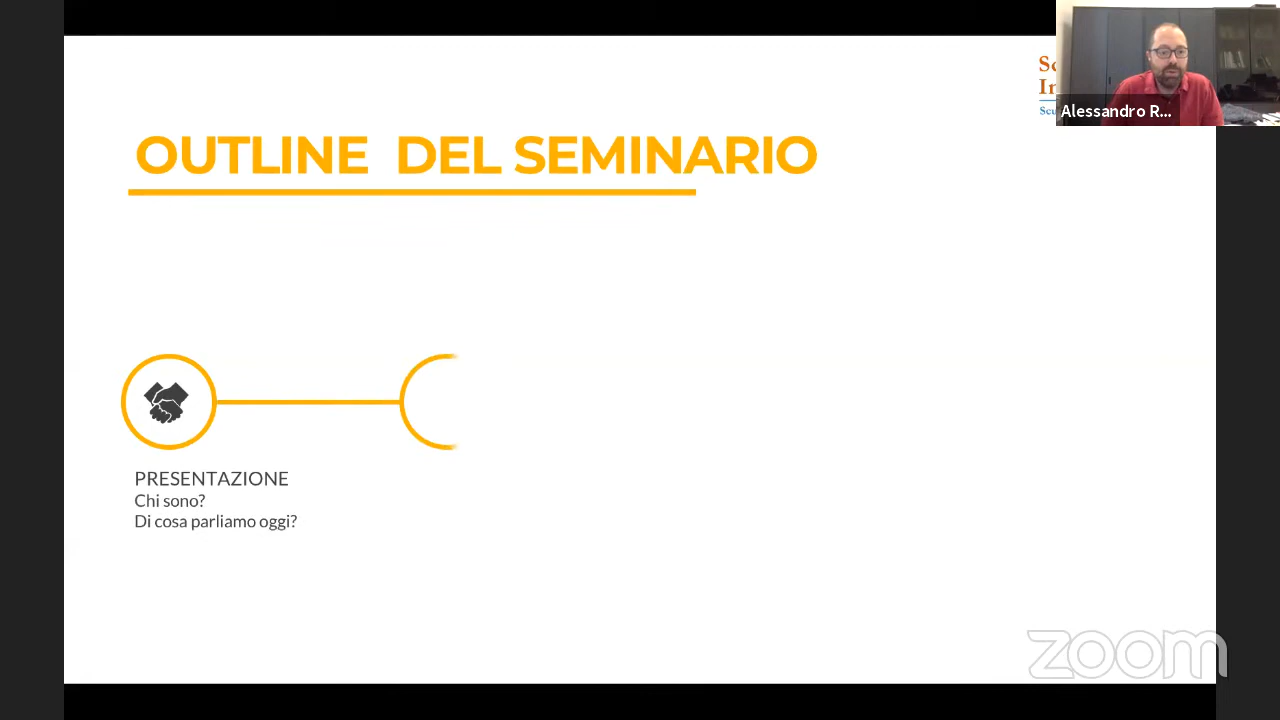 OUTLINE DEL SEMINARIO
Alessandro R...
PRESENTAZIONE
Chi sono?
Di cosa parliamo oggi?
zoom